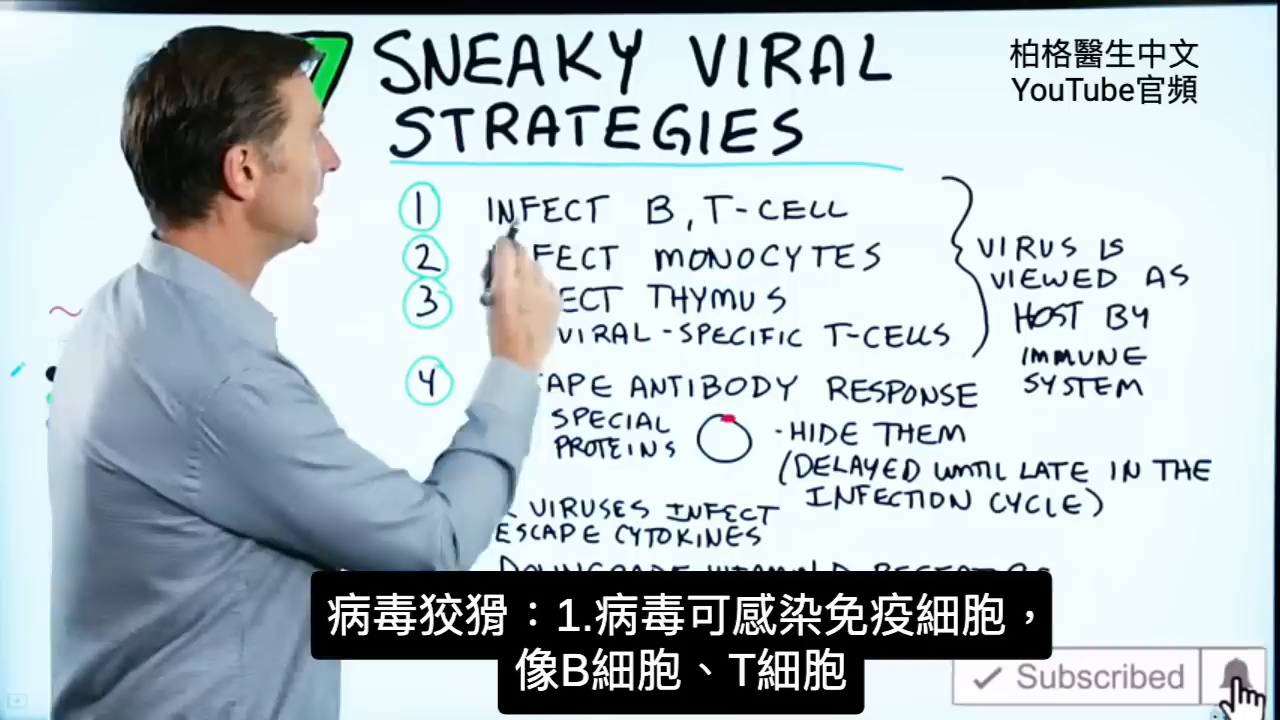 7 SNEAKY VIRAL
STRATEGIES
柏格醫生中文
YouTube官頻
1 INFECT B, T-CELL
2 FECT MONOCYTES
3 ECT THYMUS
VIRAL-SPECIFIC T-CELLS
VIRUS IS
VIEWED AS
HOST BY
IMMUNE
SYSTEM
4 APE ANTIBODY RESPONSE
SPECIAL
PROTEINS
-HIDE THEM
(DELAYED UNTIL LATE IN THE
INFECTION CYCLE)
VIRUSES INFECT
ESCAPE CYTOKINES
病毒狡猾：1.病毒可感染免疫細胞，
像B細胞、T細胞
Subscribed